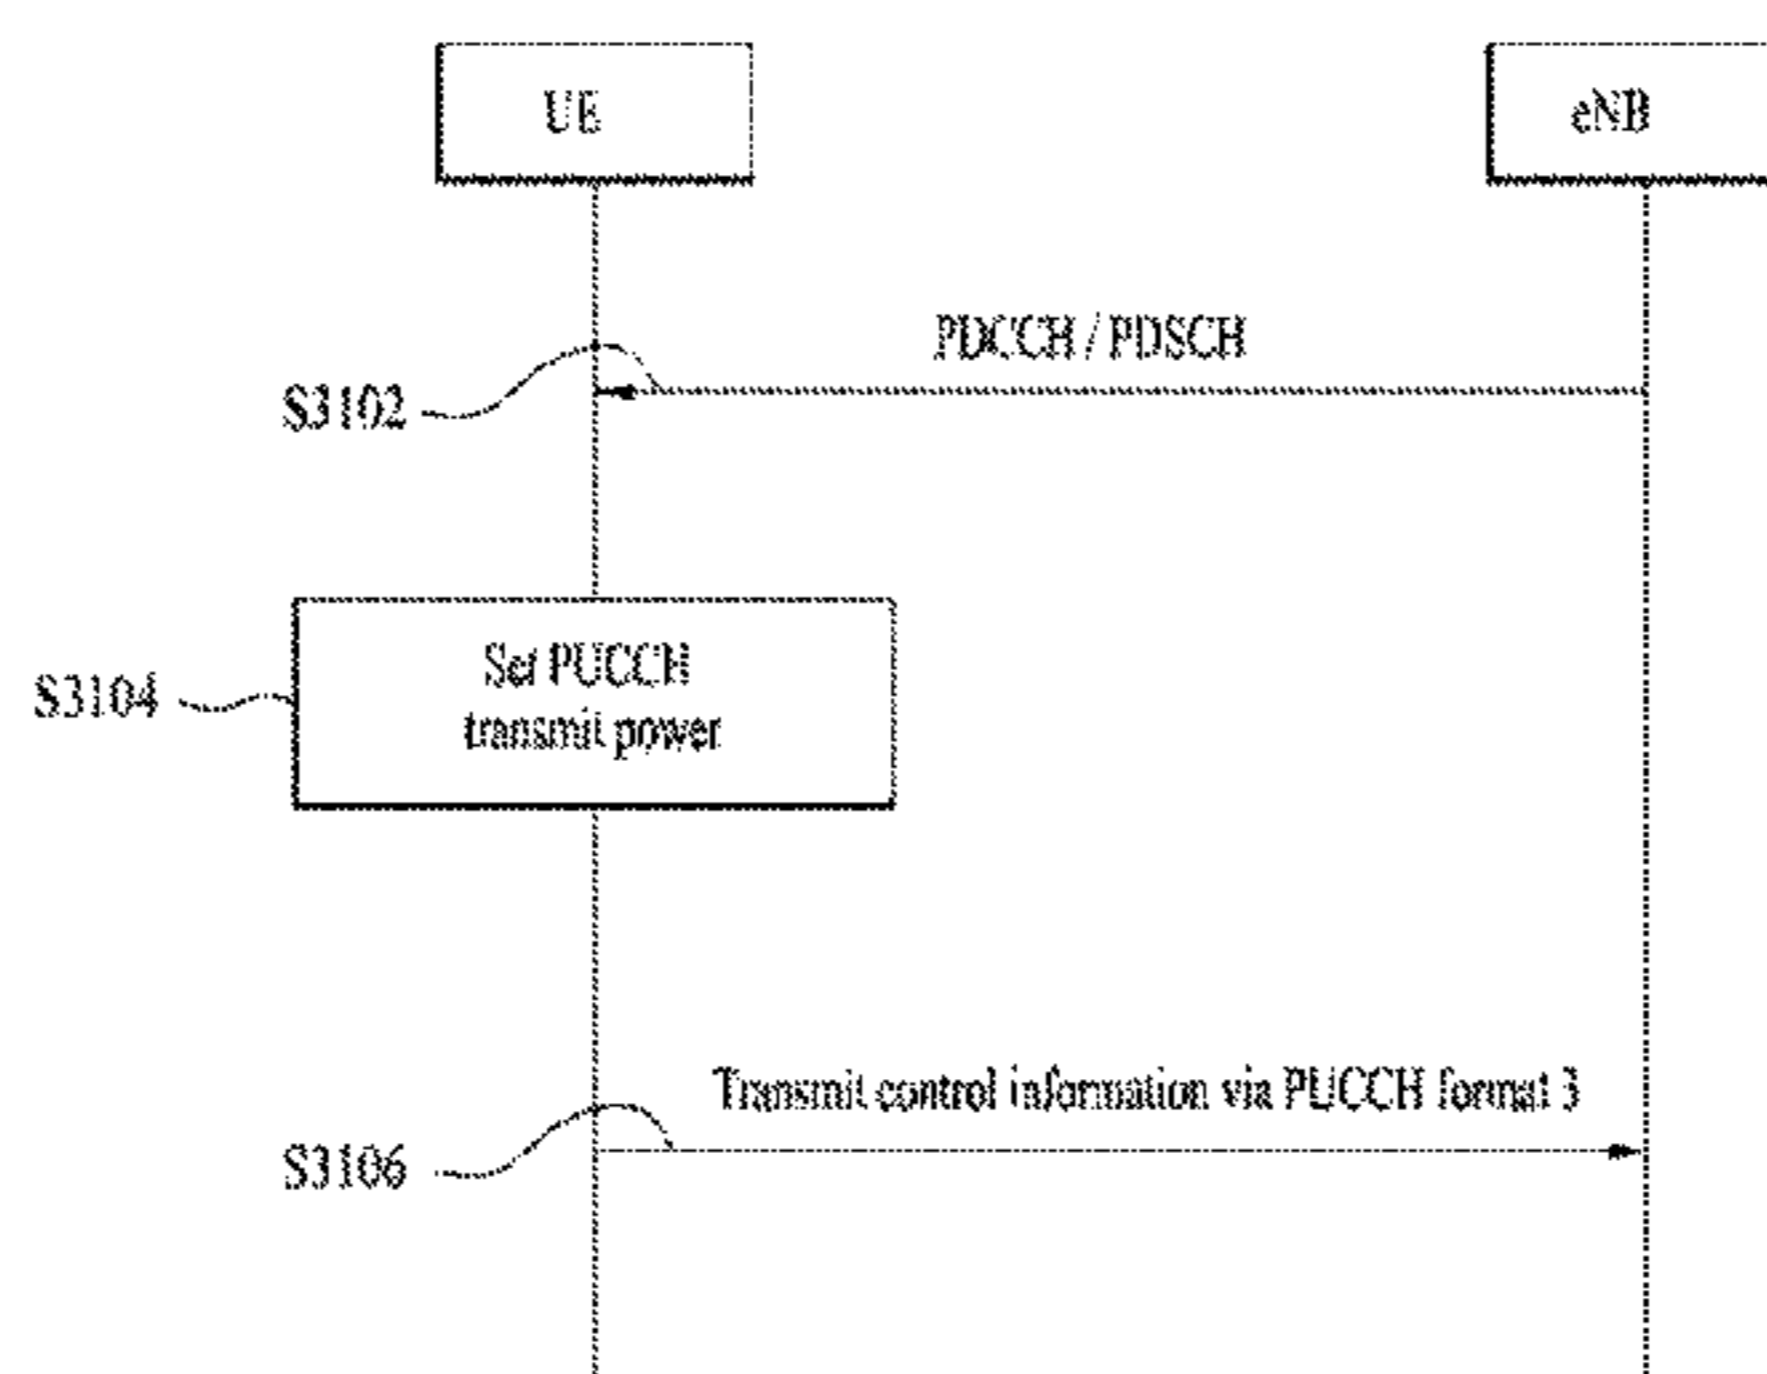 UE
eNB
PDCCH / PDSCH
S3102
Set PUCCH
transmit power
S3104
Transmit control information via PUCCH format 3
S3106